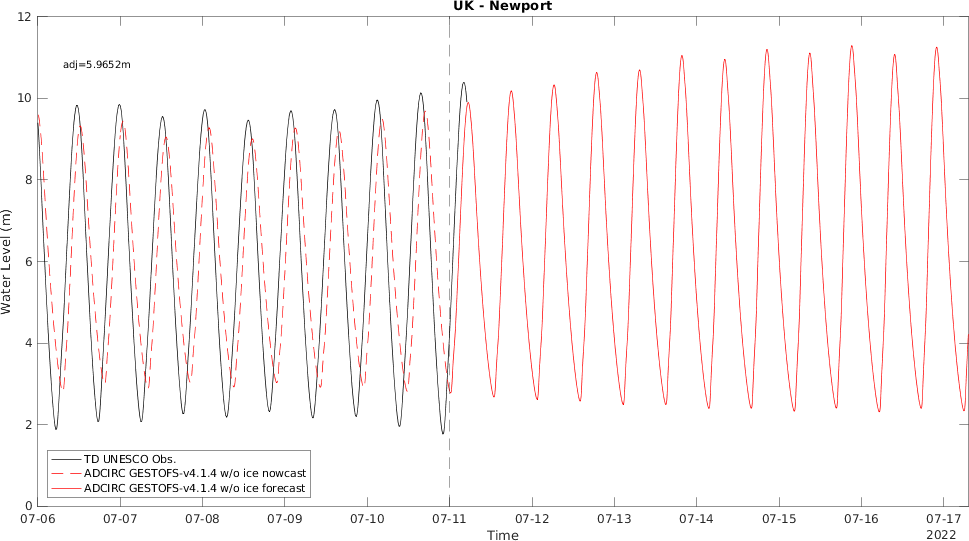 UK - Newport
12
adj=5.9652m
10
8
6
4
2
0
Water Level (m)
TD UNESCO Obs.
ADCIRC GESTOFS-v4.1.4 w/o ice nowcast
ADCIRC GESTOFS-v4.1.4 w/o ice forecast
07-06 07-07 07-08 07-09 07-10 07-11 07-12 07-13 07-14 07-15 07-16 07-17
Time
2022